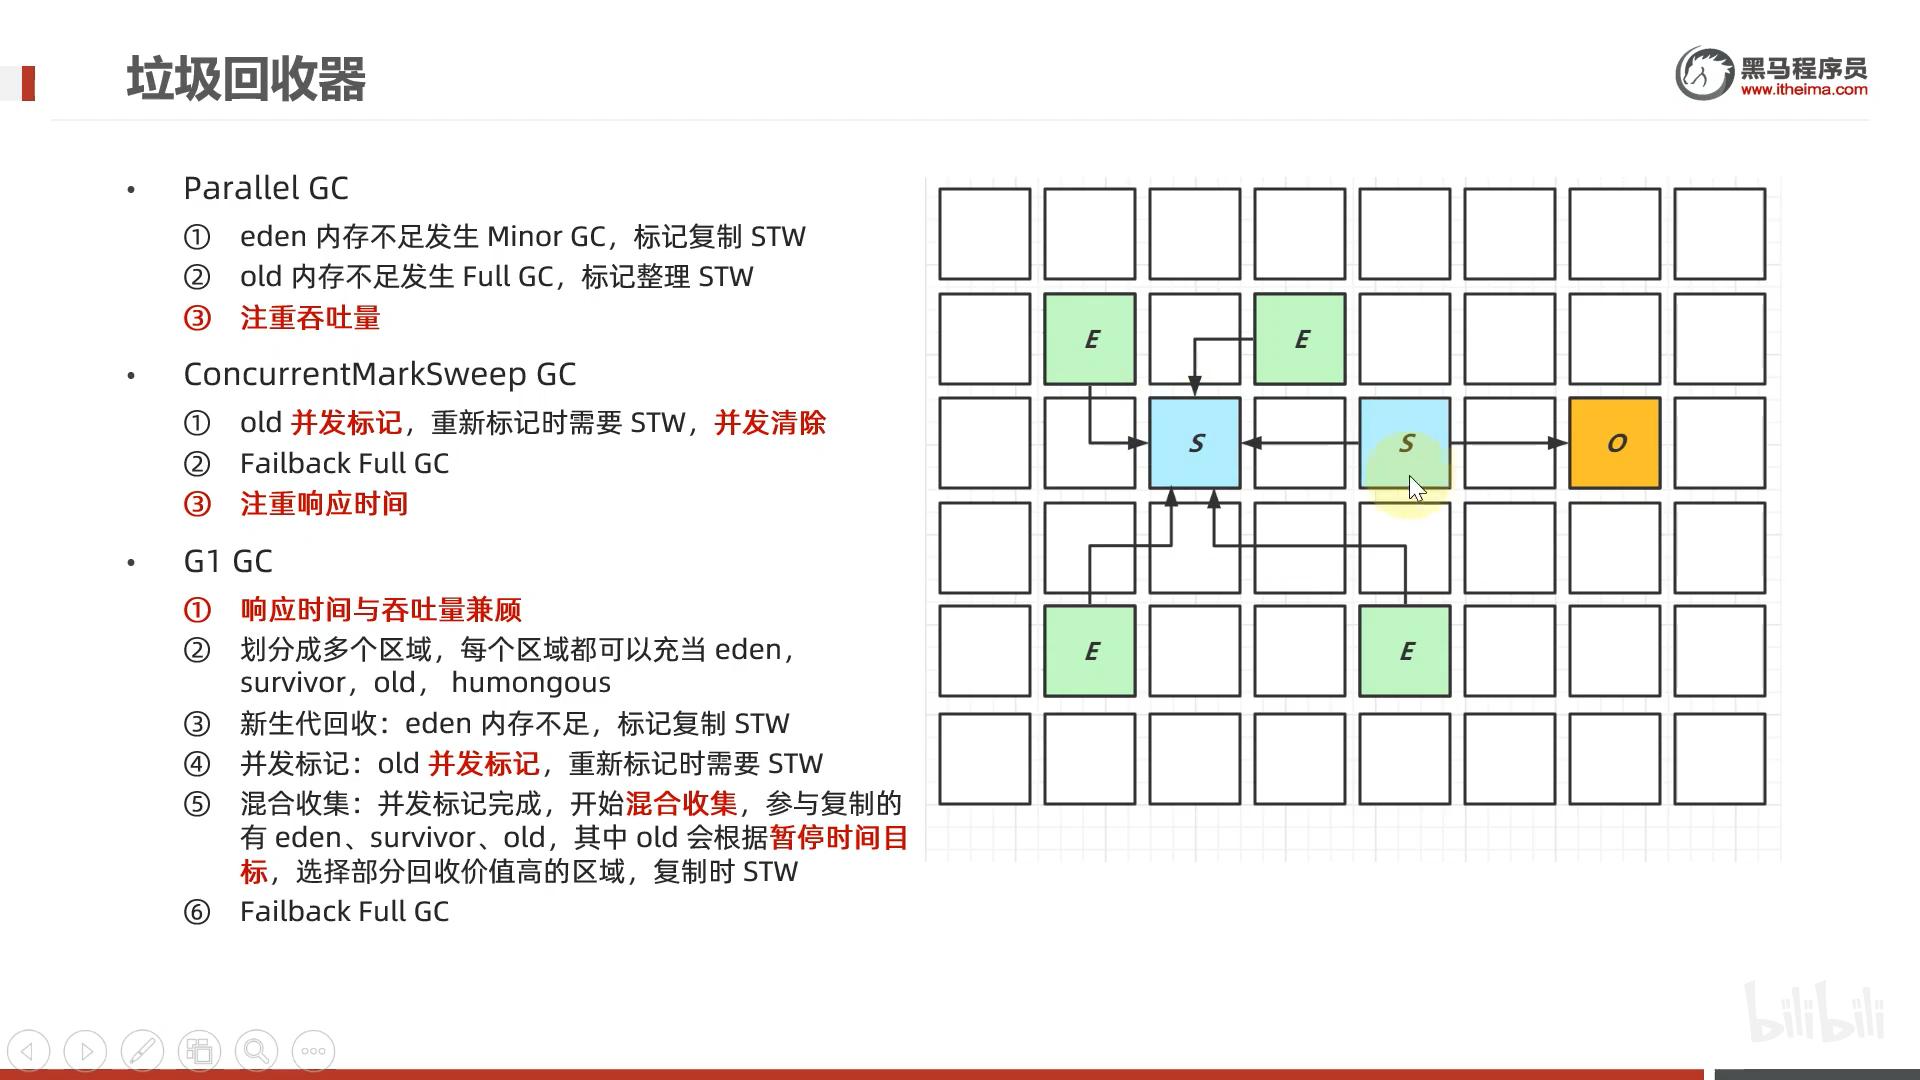 垃圾回收器
黑马程序员
www.itheima.com
• Parallel GC
① eden 内存不足发生 Minor GC，标记复制 STW
② old 内存不足发生 Full GC，标记整理 STW
③ 注重吞吐量
• ConcurrentMarkSweep GC
① old 并发标记，重新标记时需要 STW，并发清除
② Failback Full GC
③ 注重响应时间
• G1 GC
① 响应时间与吞吐量兼顾
② 划分成多个区域，每个区域都可以充当 eden，
survivor，old， humongous
③ 新生代回收：eden 内存不足，标记复制 STW
④ 并发标记：old 并发标记，重新标记时需要 STW
⑤ 混合收集：并发标记完成，开始混合收集，参与复制的
有 eden、survivor、old，其中 old 会根据暂停时间目
标，选择部分回收价值高的区域，复制时 STW
⑥ Failback Full GC
E E
S S O
E E
bilibili